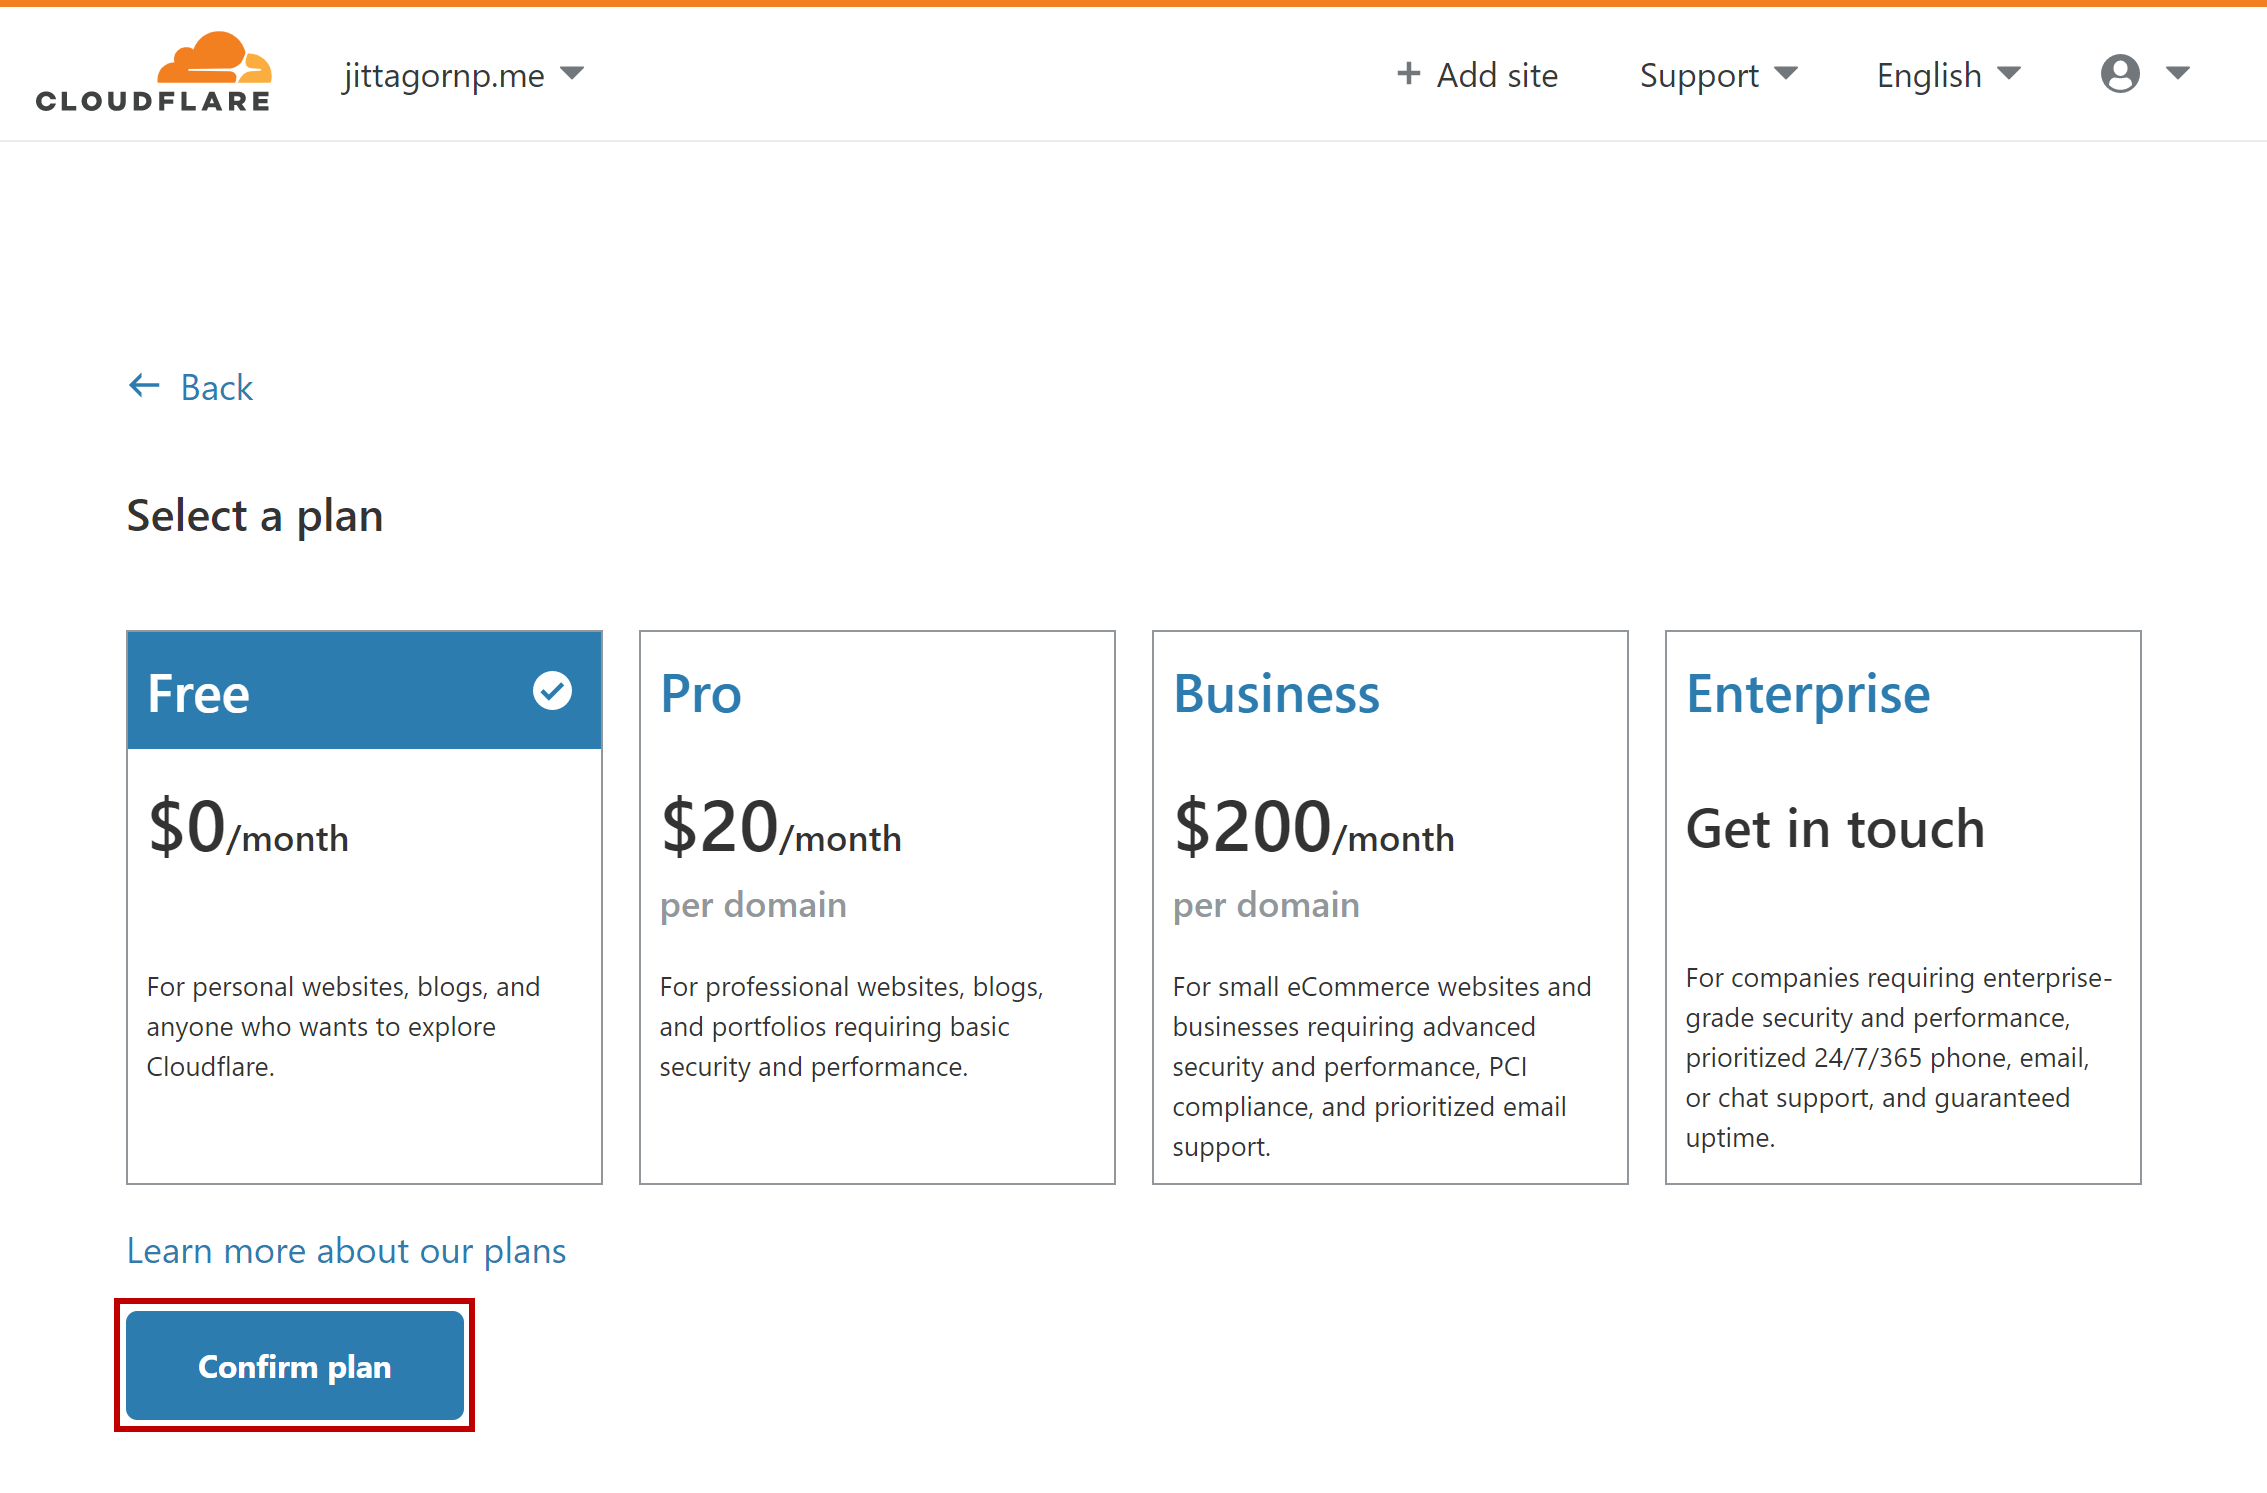 CLOUDFLARE
jittagornp.me
+ Add site
Support
English
Back
Select a plan
Free
$0/month
For personal websites, blogs, and
anyone who wants to explore
Cloudflare.
Pro
$20/month
per domain
For professional websites, blogs,
and portfolios requiring basic
security and performance.
Business
$200/month
per domain
For small eCommerce websites and
businesses requiring advanced
security and performance, PCI
compliance, and prioritized email
support.
Enterprise
Get in touch
For companies requiring enterprise-
grade security and performance,
prioritized 24/7/365 phone, email,
or chat support, and guaranteed
uptime.
Learn more about our plans
Confirm plan